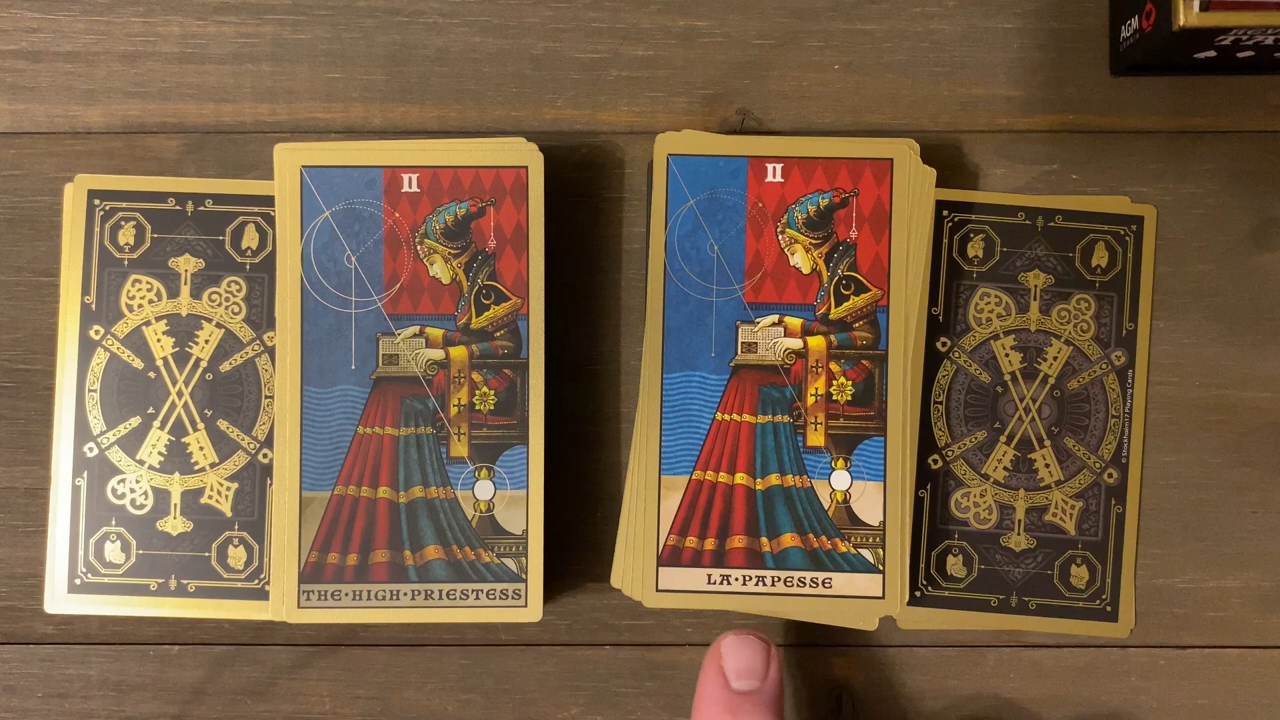 AGM
II
THE·HIGH·PRIESTESS
II
LA·PAPESSE
© Stockholm17 Playing Cards